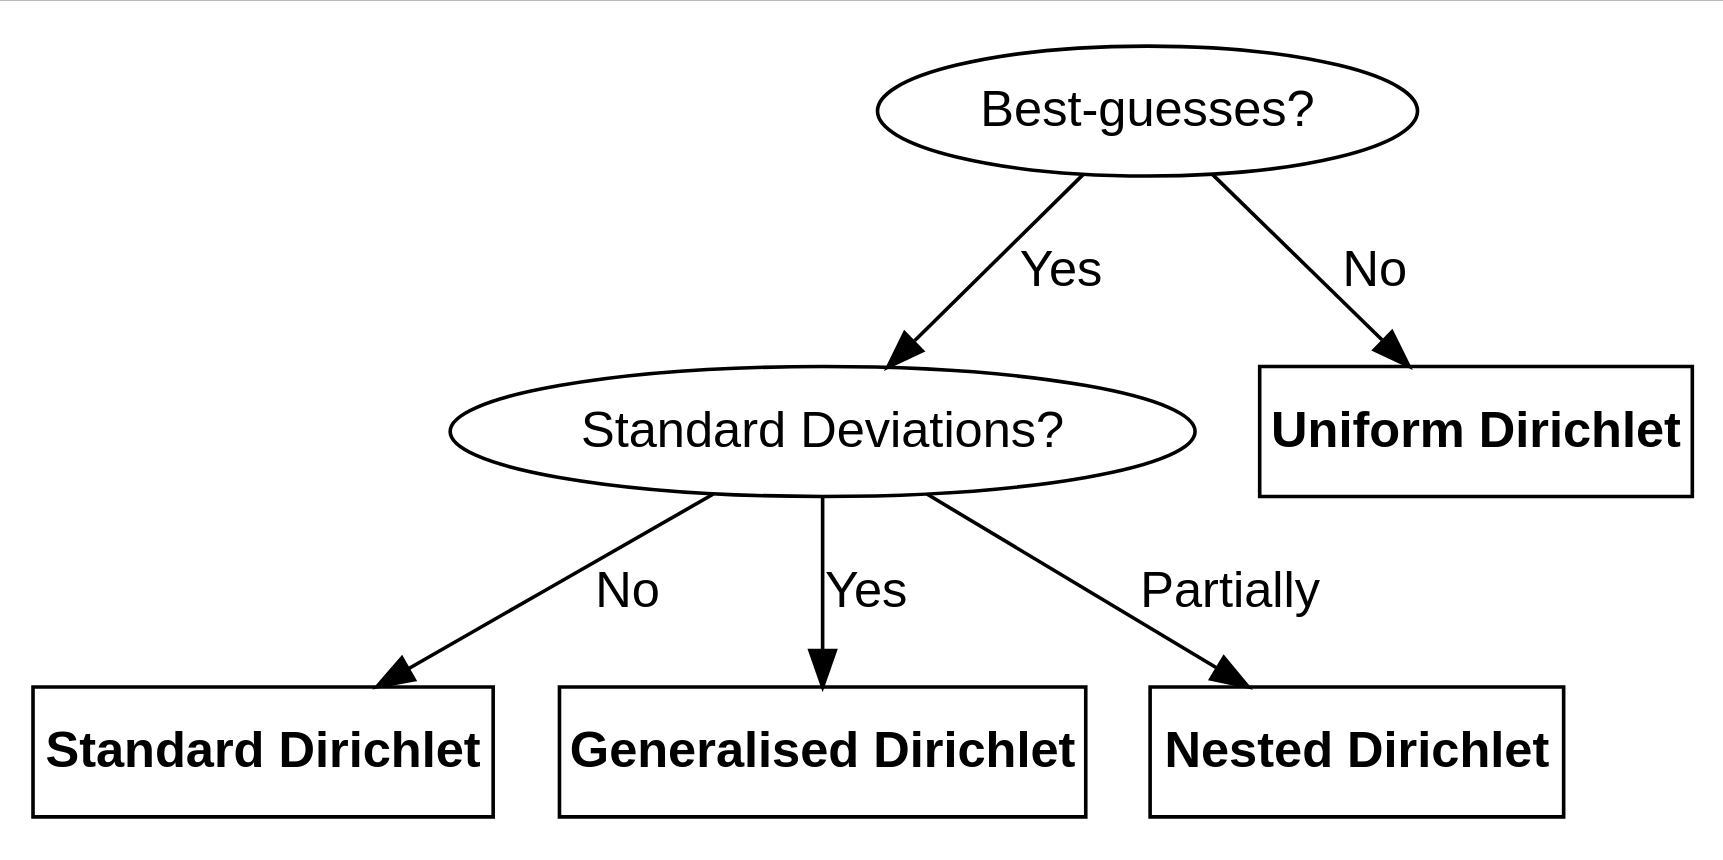 Best-guesses?
Yes
No
Standard Deviations?
Uniform Dirichlet
No
Yes
Partially
Standard Dirichlet
Generalised Dirichlet
Nested Dirichlet